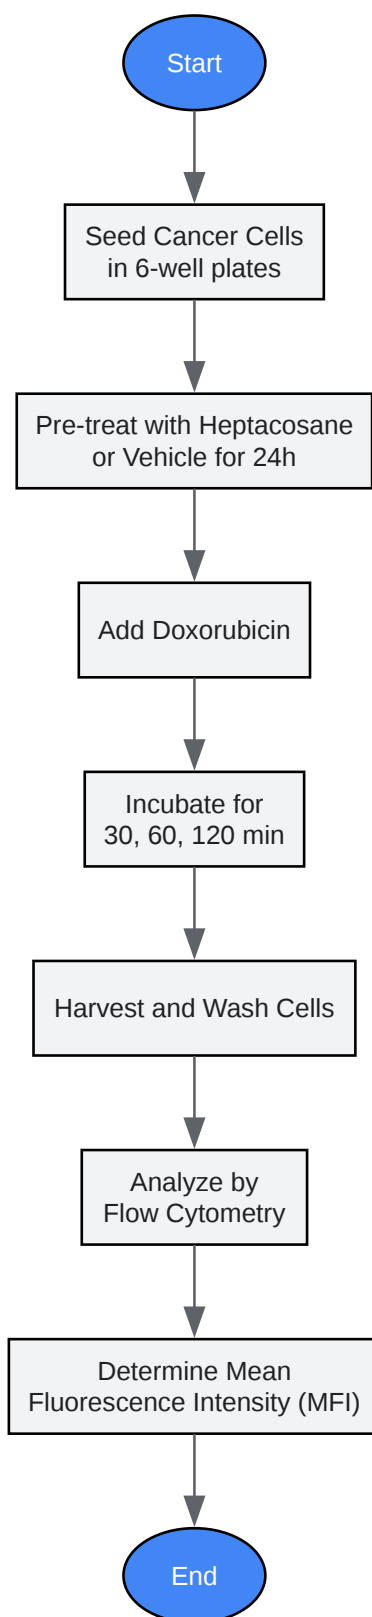 Start
Seed Cancer Cells
in 6-well plates
Pre-treat with Heptacosane
or Vehicle for 24h
Add Doxorubicin
Incubate for
30, 60, 120 min
Harvest and Wash Cells
Analyze by
Flow Cytometry
Determine Mean
Fluorescence Intensity (MFI)
End